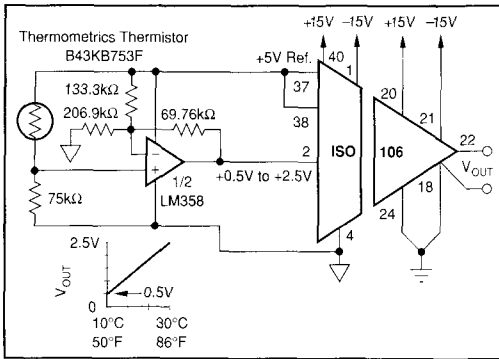 +15V –15V +15V –15V
Thermometrics Thermistor
B43KB753F
+5V Ref.
40
1
37
133.3kΩ
20
206.9kΩ
69.76kΩ
38
21
ISO
106
22
2
+0.5V to +2.5V
1/2
LM358
V OUT
18
75kΩ
24
4
2.5V
V OUT
0.5V
0
10°C 30°C
50°F 86°F